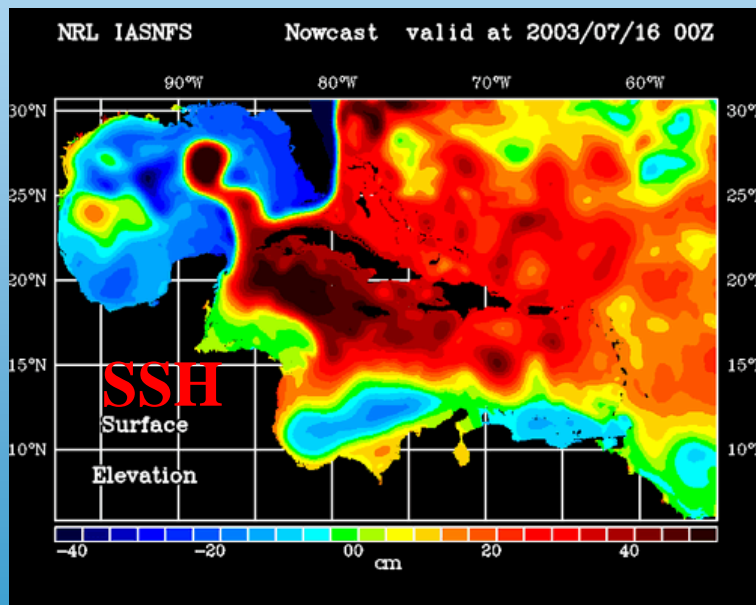 NRL IASNFS Nowcast valid at 2003/07/16 00Z
90°W 80°W 70°W 60°W
30°N 30°N
25°N 25°N
20°N 20°N
15°N 15°N
SSH
Surface
10°N 10°N
Elevation
-40 -20 00 20 40
cm